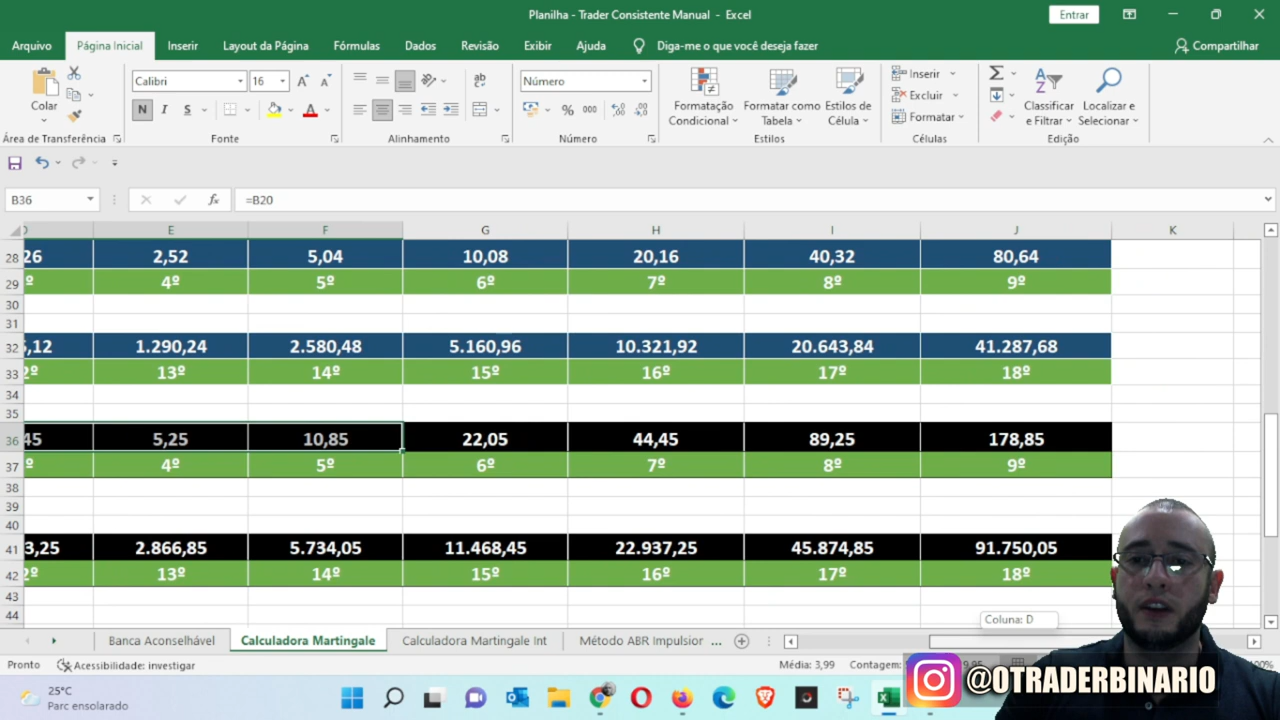 Planilha - Trader Consistente Manual - Excel
Entrar
Arquivo Página Inicial Inserir Layout da Página Fórmulas Dados Revisão Exibir Ajuda Diga-me o que você deseja fazer Compartilhar
Colar
Calibri 16
N I S
Número
% 000
Formatação Condicional
Formatar como Tabela
Estilos de Célula
Inserir
Excluir
Formatar
Classificar e Filtrar
Localizar e Selecionar
Área de Transferência Fonte Alinhamento Número Estilos Células Edição
B36 fx =B20
E F G H I J K
28 26 2,52 5,04 10,08 20,16 40,32 80,64
29 º 4º 5º 6º 7º 8º 9º
30
31
32 ,12 1.290,24 2.580,48 5.160,96 10.321,92 20.643,84 41.287,68
33 2º 13º 14º 15º 16º 17º 18º
34
35
36 45 5,25 10,85 22,05 44,45 89,25 178,85
37 º 4º 5º 6º 7º 8º 9º
38
39
40
41 3,25 2.866,85 5.734,05 11.468,45 22.937,25 45.874,85 91.750,05
42 2º 13º 14º 15º 16º 17º 18º
43
44
Coluna: D
Banca Aconselhável Calculadora Martingale Calculadora Martingale Int Método ABR Impulsior ...
Pronto Acessibilidade: investigar Média: 3,99 Contagem:
25°C
Parc ensolarado
@OTRADERBINARIO